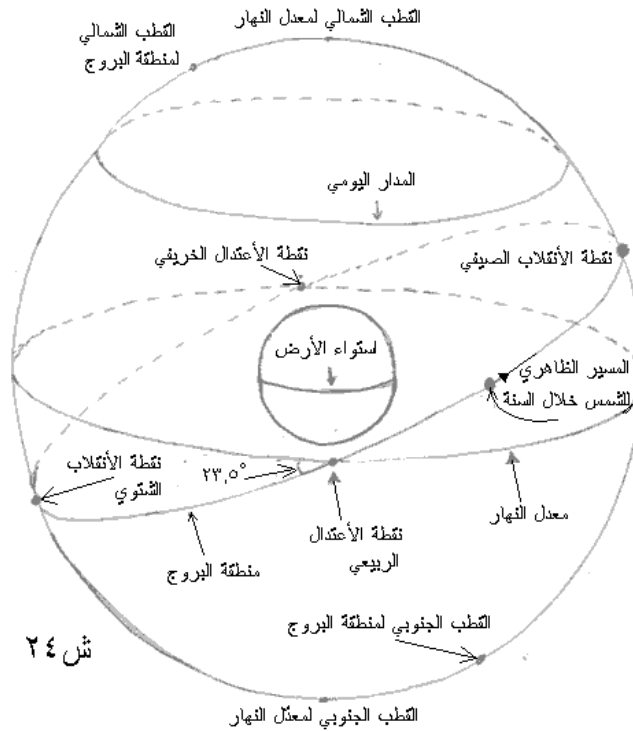 القطب الشمالي لمعدل النهار
القطب الشمالي
لمنطقة البروج
المدار اليومي
نقطة الأعتدال الخريفي
نقطة الأنقلاب الصيفي
استواء الأرض
المسير الظاهري
للشمس خلال السنة
نقطة الأنقلاب
الشتوي
٢٣,٥°
معدل النهار
نقطة الأعتدال
الربيعي
منطقة البروج
القطب الجنوبي لمنطقة البروج
ش ٢٤
القطب الجنوبي لمعدّل النهار